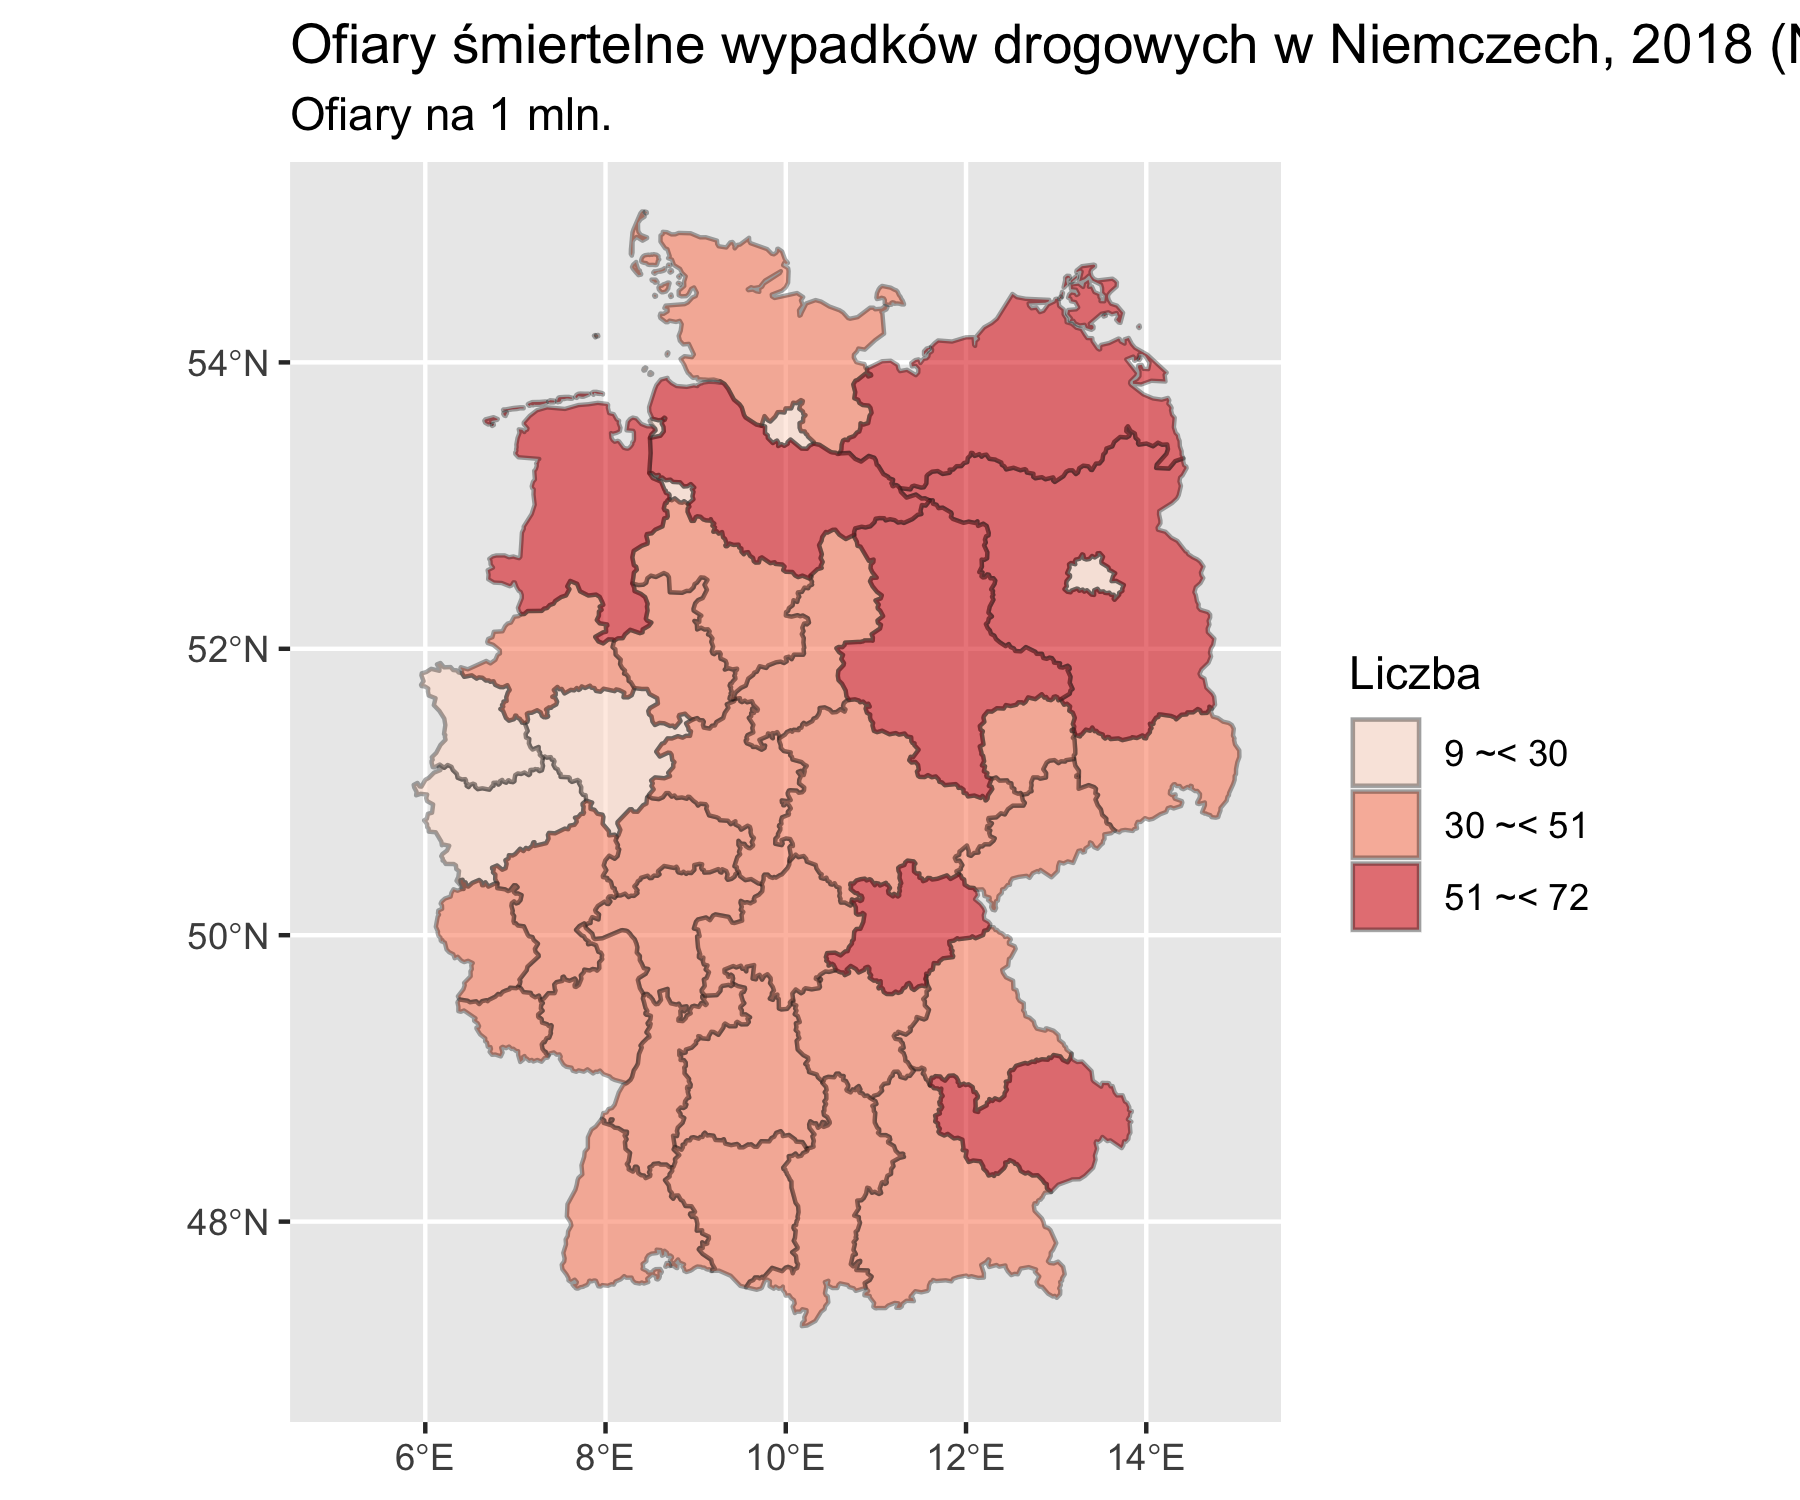 Ofiary śmiertelne wypadków drogowych w Niemczech, 2018 (
Ofiary na 1 mln.
54°N
52°N
50°N
48°N
6°E 8°E 10°E 12°E 14°E
Liczba
9 ~< 30
30 ~< 51
51 ~< 72